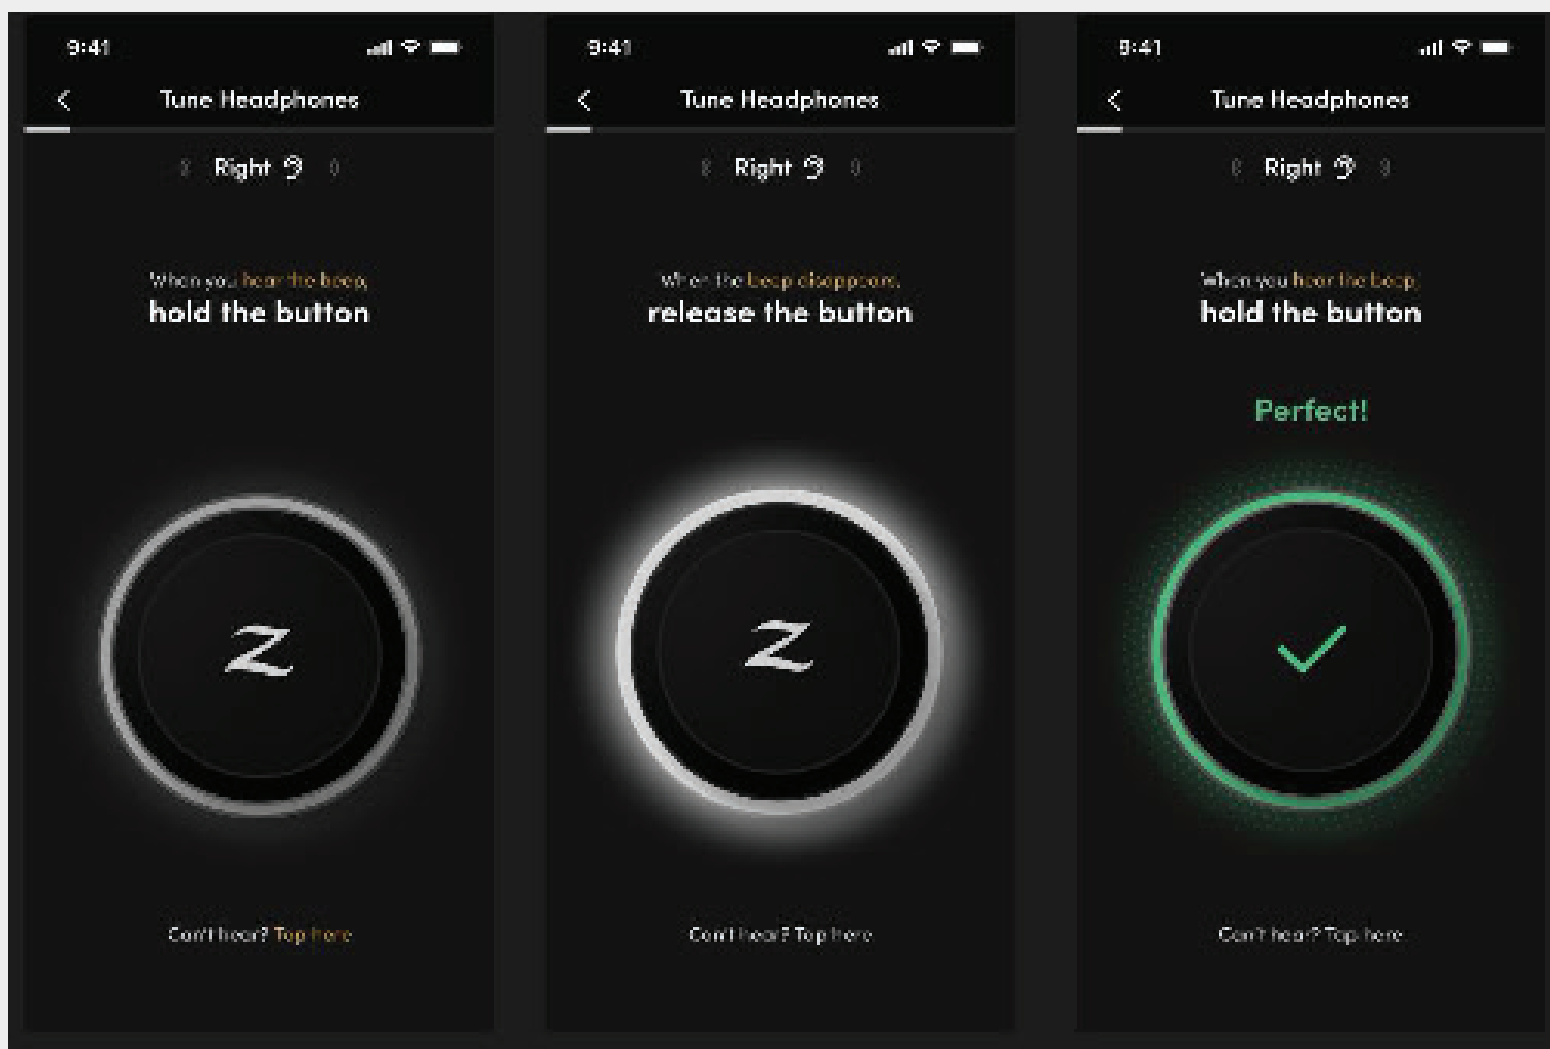 9:41
Tune Headphones
Right
When you hear the beep,
hold the button
Z
Can't hear? Tap here
9:41
Tune Headphones
Right
When the beep disappears,
release the button
Z
Can't hear? Tap here
9:41
Tune Headphones
Right
When you hear the beep,
hold the button
Perfect!
Can't hear? Tap here